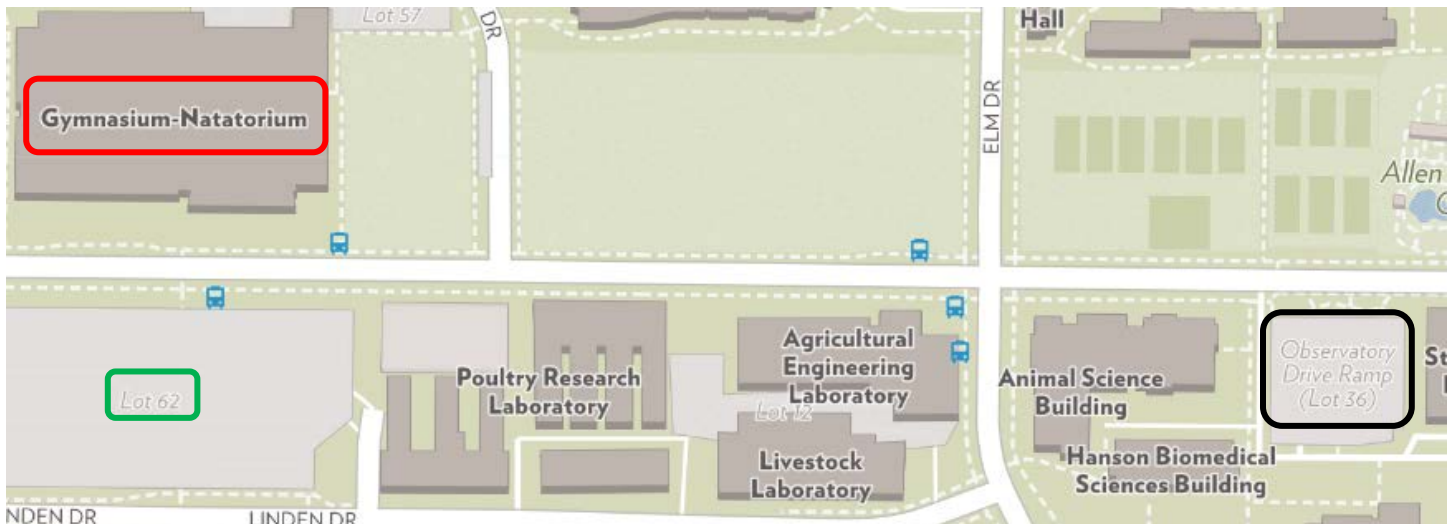 Lot 57
DR
Hall
Gymnasium-Natatorium
ELM DR
Allen
Lot 62
Poultry Research
Laboratory
Agricultural
Engineering
Laboratory
Lot 12
Livestock
Laboratory
Animal Science
Building
Hanson Biomedical
Sciences Building
Observatory
Drive Ramp
(Lot 36)
St
NDEN DR
LINDEN DR